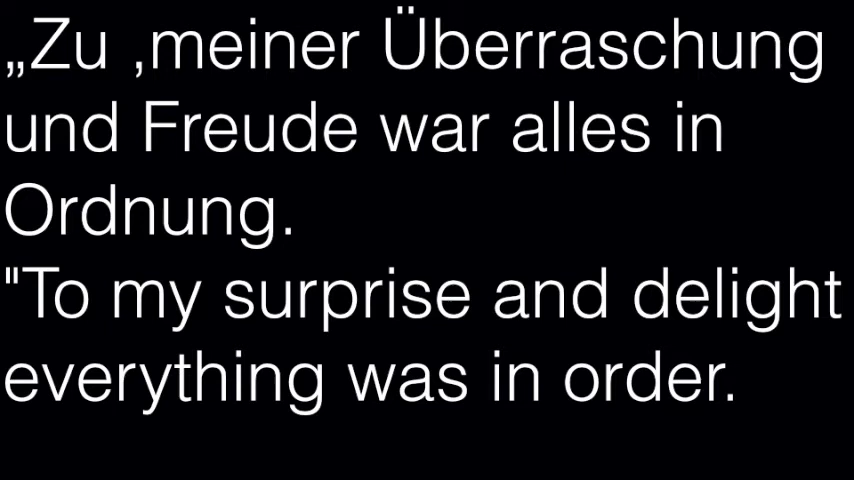 „Zu ,meiner Überraschung
und Freude war alles in
Ordnung.
"To my surprise and delight
everything was in order.